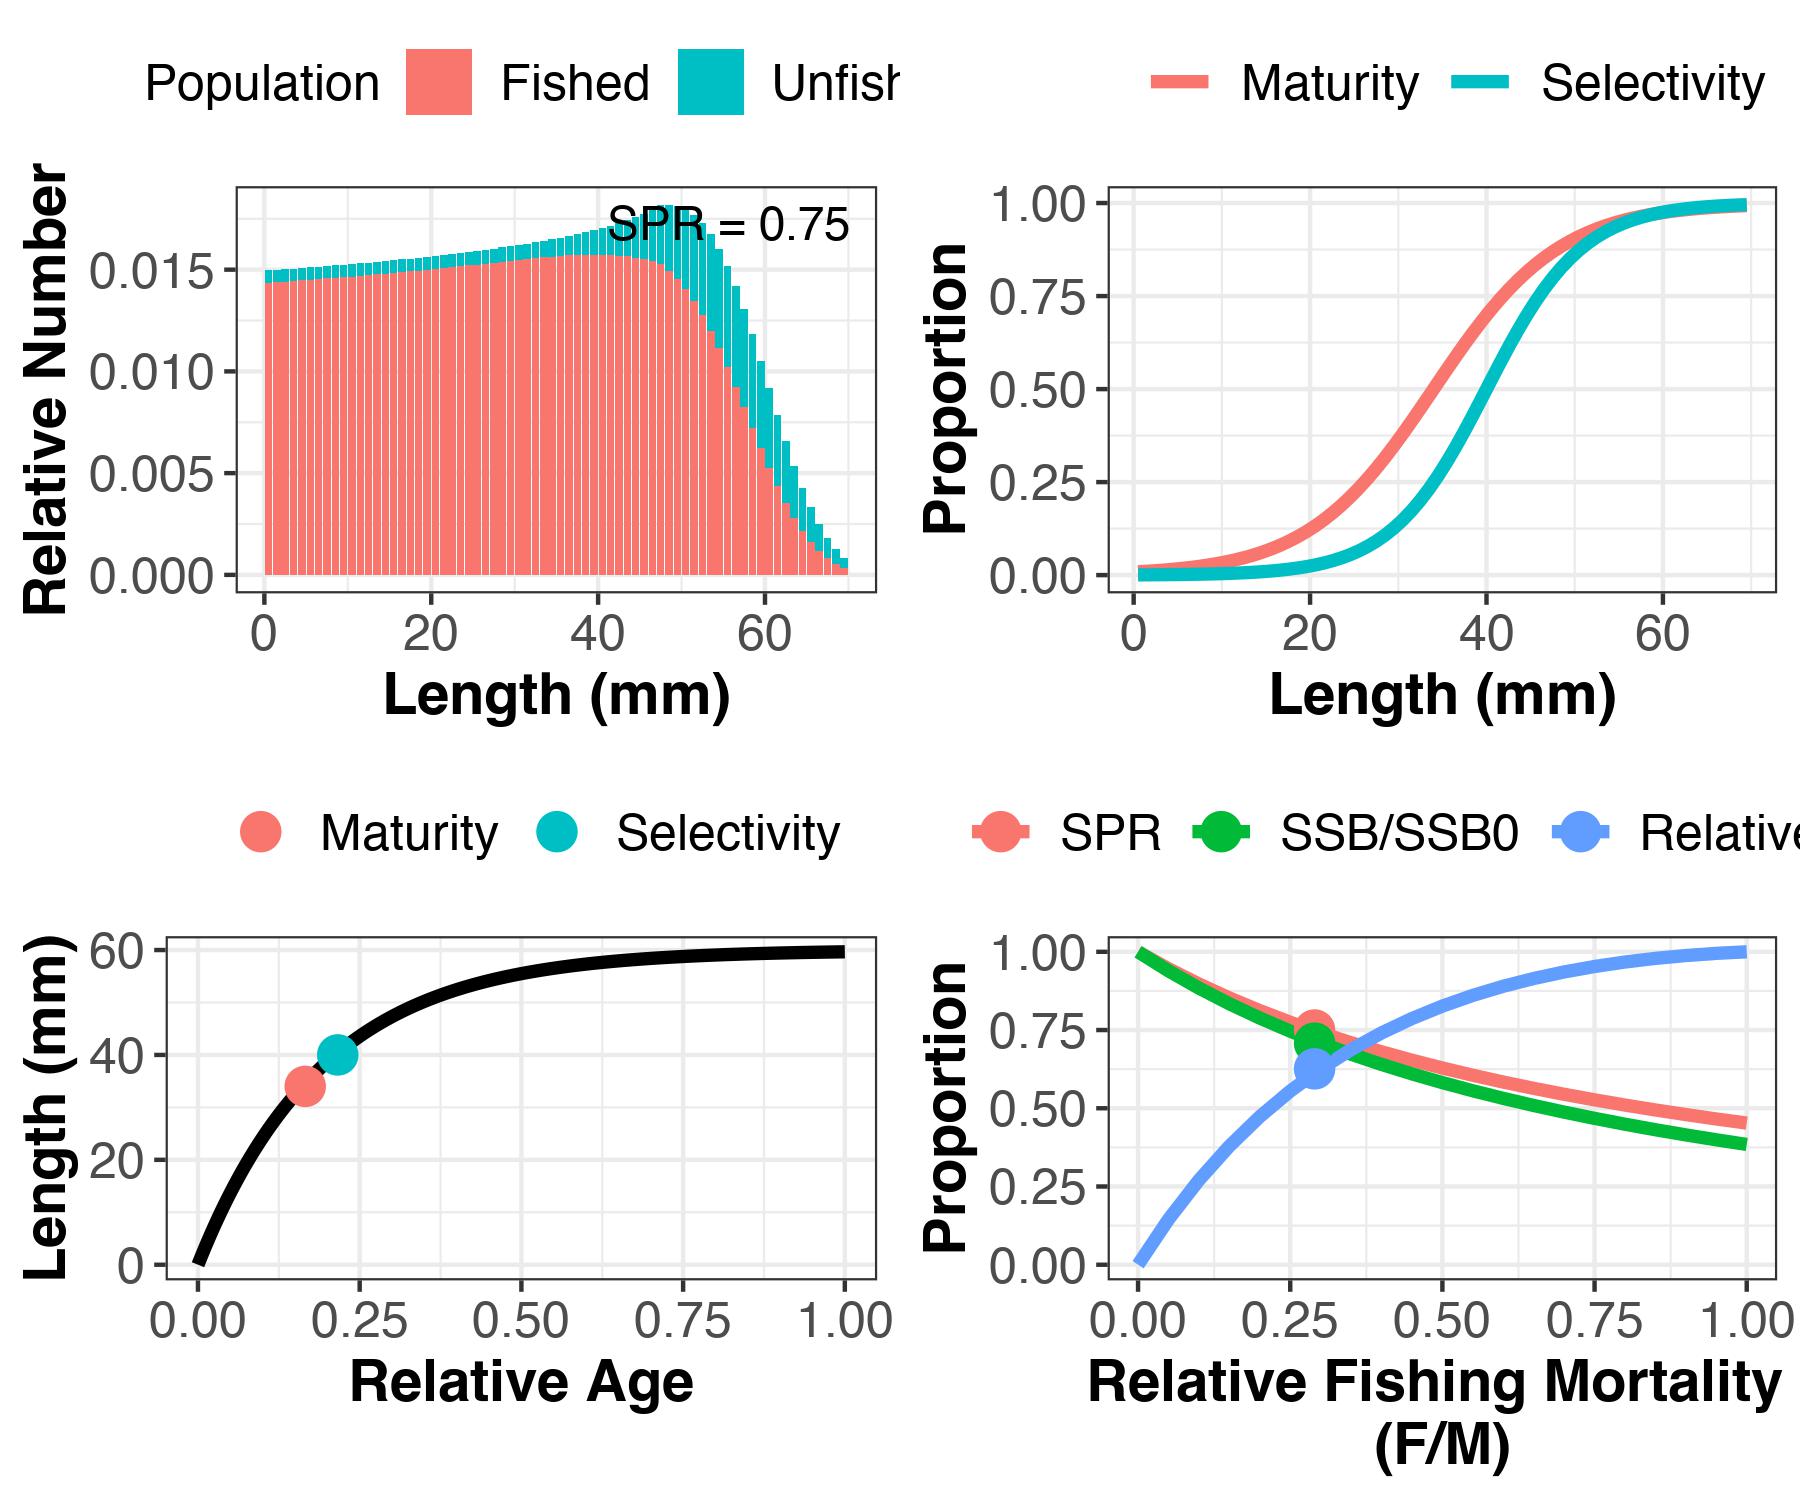 Population Fished Unfish
Relative Number
0.015
0.010
0.005
0.000
SPR = 0.75
0 20 40 60
Length (mm)
Maturity Selectivity
Proportion
1.00
0.75
0.50
0.25
0.00
0 20 40 60
Length (mm)
Maturity Selectivity
Length (mm)
60
40
20
0
0.00 0.25 0.50 0.75 1.00
Relative Age
SPR SSB/SSB0 Relative
Proportion
1.00
0.75
0.50
0.25
0.00
0.00 0.25 0.50 0.75 1.00
Relative Fishing Mortality
(F/M)